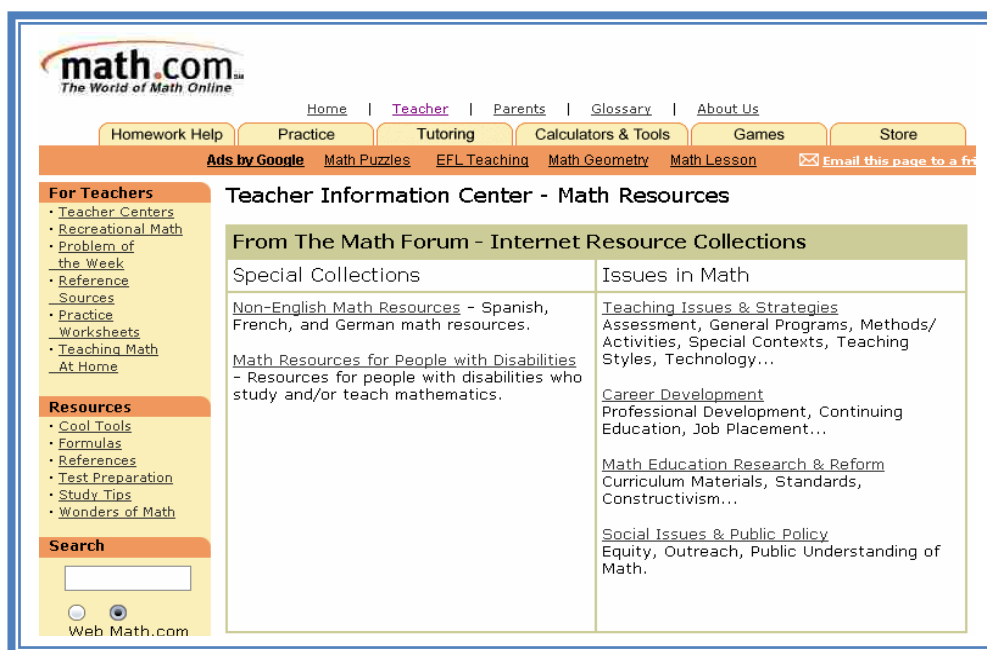 math.com
The World of Math Online
Home | Teacher | Parents | Glossary | About Us
Homework Help Practice Tutoring Calculators & Tools Games Store
Ads by Google Math Puzzles EFL Teaching Math Geometry Math Lesson Email this page to a fri
For Teachers
• Teacher Centers
• Recreational Math
• Problem of
the Week
• Reference
Sources
• Practice
Worksheets
• Teaching Math
At Home
Resources
• Cool Tools
• Formulas
• References
• Test Preparation
• Study Tips
• Wonders of Math
Search
Web Math.com
Teacher Information Center - Math Resources
From The Math Forum - Internet Resource Collections
Special Collections
Non-English Math Resources – Spanish,
French, and German math resources.
Math Resources for People with Disabilities
– Resources for people with disabilities who
study and/or teach mathematics.
Issues in Math
Teaching Issues & Strategies
Assessment, General Programs, Methods/
Activities, Special Contexts, Teaching
Styles, Technology...
Career Development
Professional Development, Continuing
Education, Job Placement...
Math Education Research & Reform
Curriculum Materials, Standards,
Constructivism...
Social Issues & Public Policy
Equity, Outreach, Public Understanding of
Math.